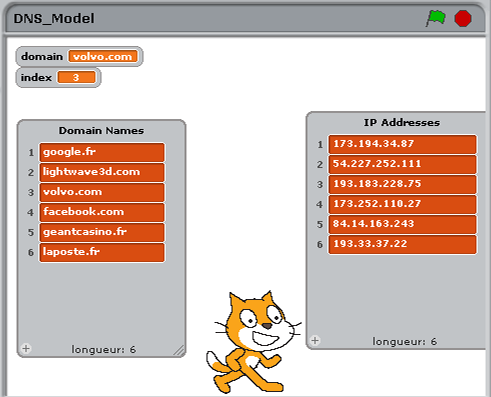 DNS_Model
domain volvo.com
index 3
Domain Names
1 google.fr
2 lightwave3d.com
3 volvo.com
4 facebook.com
5 geantcasino.fr
6 laposte.fr
+ longueur: 6
IP Addresses
1 173.194.34.87
2 54.227.252.111
3 193.183.228.75
4 173.252.110.27
5 84.14.163.243
6 193.33.37.22
+ longueur: 6